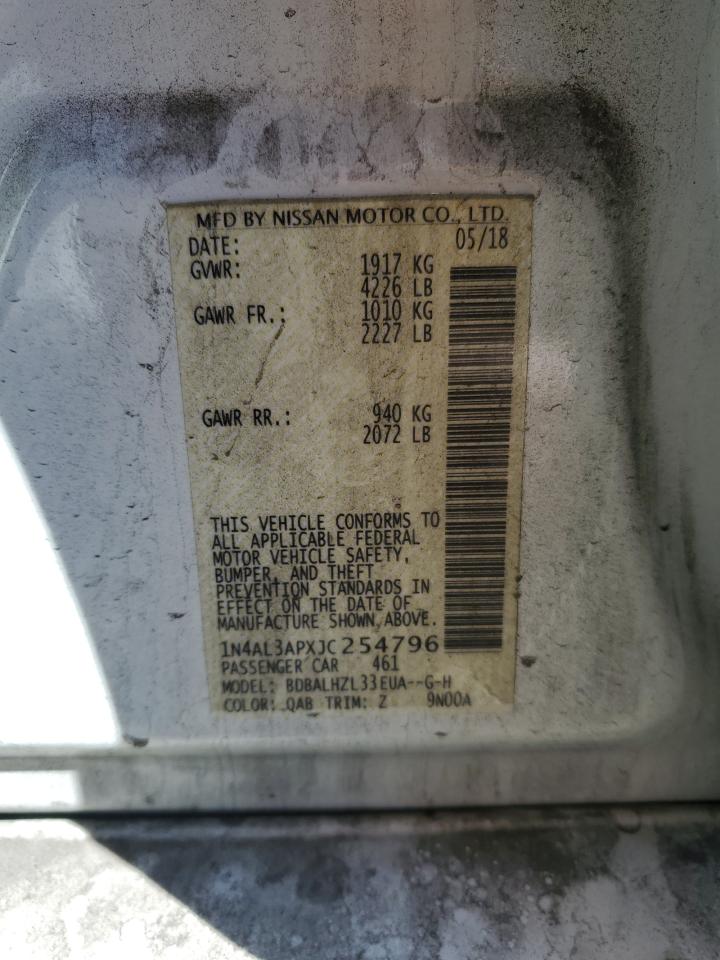 MFD BY NISSAN MOTOR CO., LTD.
DATE: 05/18
GVWR: 1917 KG
4226 LB
GAWR FR.: 1010 KG
2227 LB
GAWR RR.: 940 KG
2072 LB
THIS VEHICLE CONFORMS TO
ALL APPLICABLE FEDERAL
MOTOR VEHICLE SAFETY,
BUMPER, AND THEFT
PREVENTION STANDARDS IN
EFFECT ON THE DATE OF
MANUFACTURE SHOWN ABOVE.
1N4AL3APXJC254796
PASSENGER CAR 461
MODEL: BDBALHZL33EUA--G-H
COLOR: QAB TRIM: Z 9N00A